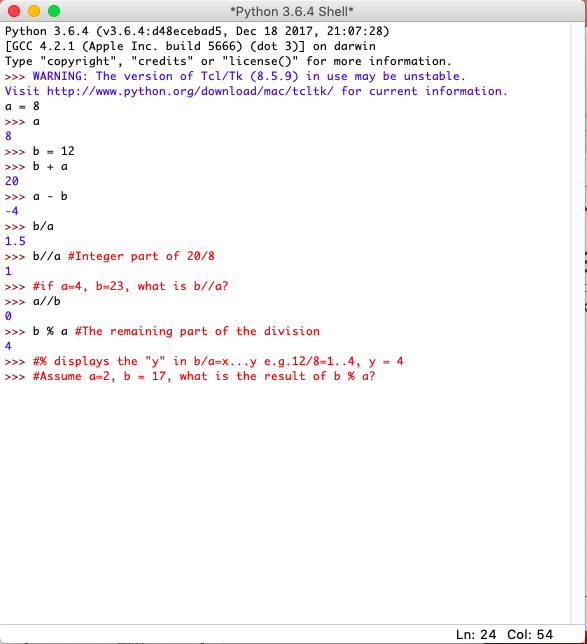 *Python 3.6.4 Shell*
Python 3.6.4 (v3.6.4:d48ecebad5, Dec 18 2017, 21:07:28)
[GCC 4.2.1 (Apple Inc. build 5666) (dot 3)] on darwin
Type "copyright", "credits" or "license()" for more information.
>>> WARNING: The version of Tcl/Tk (8.5.9) in use may be unstable.
Visit http://www.python.org/download/mac/tcltk/ for current information.
a = 8
>>> a
8
>>> b = 12
>>> b + a
20
>>> a - b
-4
>>> b/a
1.5
>>> b//a #Integer part of 20/8
1
>>> #if a=4, b=23, what is b//a?
>>> a//b
0
>>> b % a #The remaining part of the division
4
>>> #% displays the "y" in b/a=x...y e.g.12/8=1..4, y = 4
>>> #Assume a=2, b = 17, what is the result of b % a?
Ln: 24 Col: 54